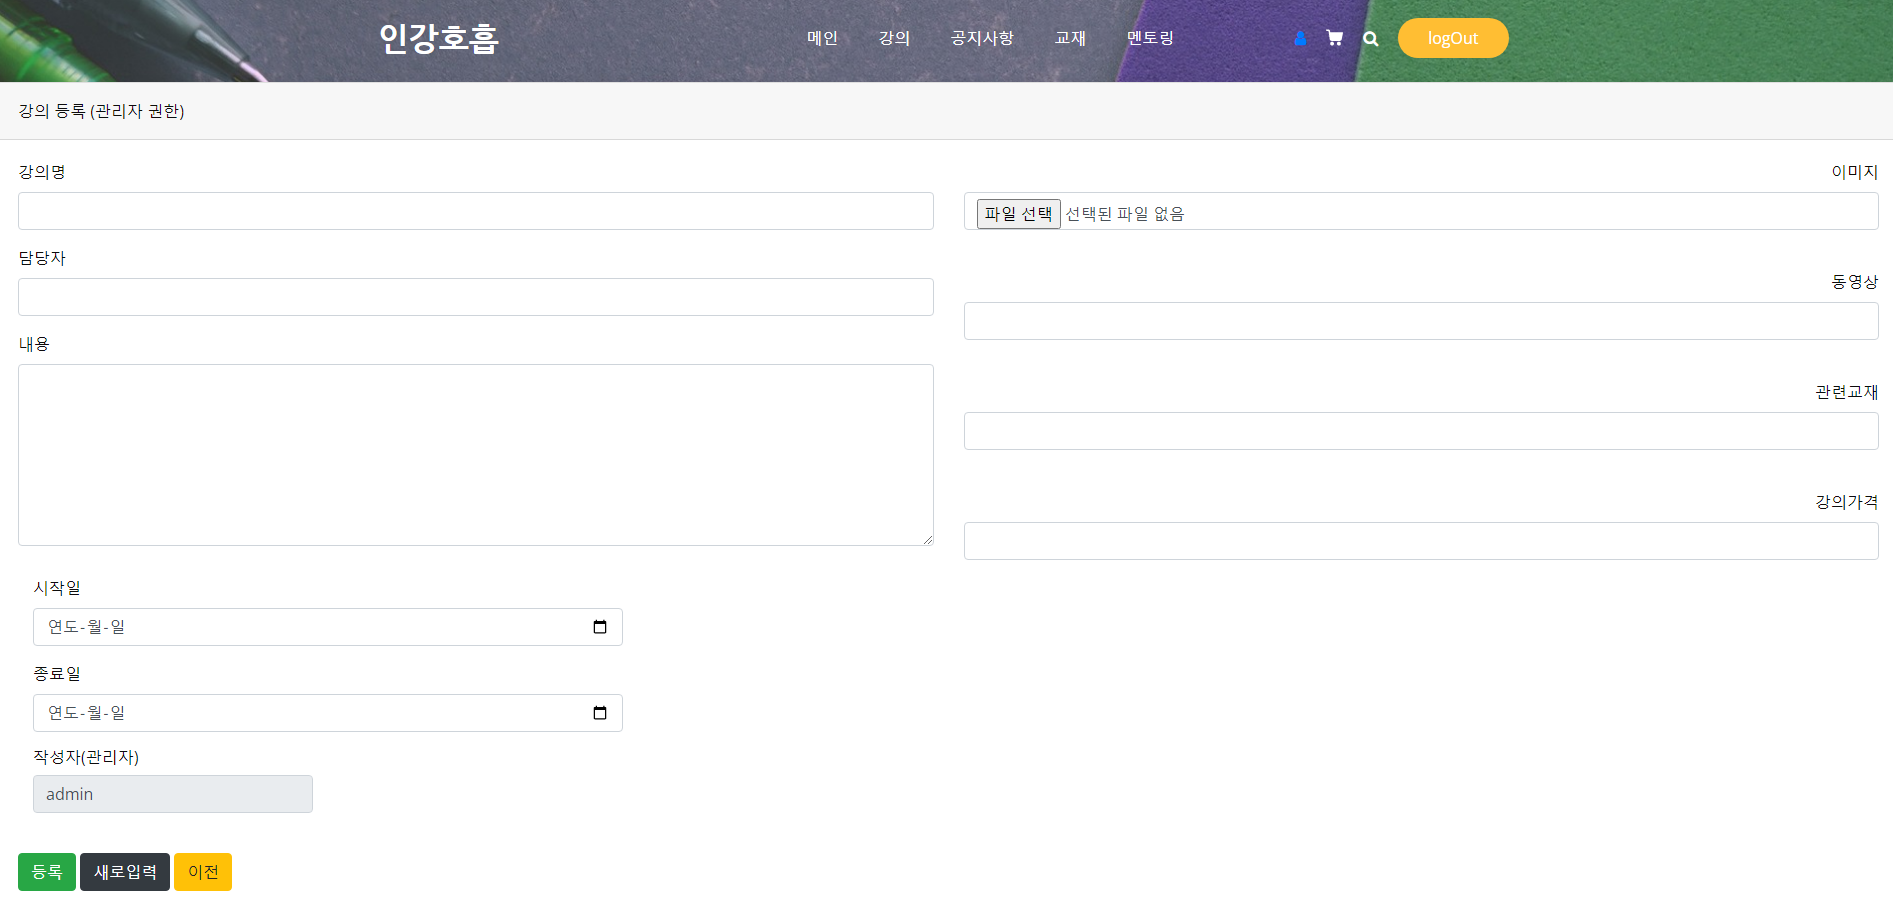 인강호흡
메인 강의 공지사항 교재 멘토링 logOut
강의 등록 (관리자 권한)
강의명
이미지
파일 선택 선택된 파일 없음
담당자
동영상
내용
관련교재
강의가격
시작일
연도-월-일
종료일
연도-월-일
작성자(관리자)
admin
등록 새로입력 이전